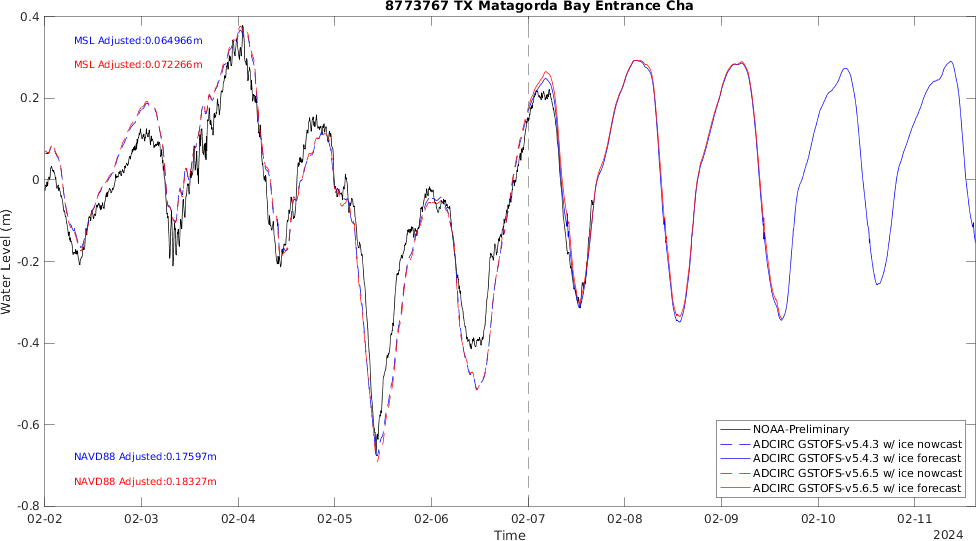 8773767 TX Matagorda Bay Entrance Cha
0.4
MSL Adjusted:0.064966m
MSL Adjusted:0.072266m
0.2
0
-0.2
Water Level (m)
-0.4
NOAA-Preliminary
ADCIRC GSTOFS-v5.4.3 w/ ice nowcast
ADCIRC GSTOFS-v5.4.3 w/ ice forecast
ADCIRC GSTOFS-v5.6.5 w/ ice nowcast
ADCIRC GSTOFS-v5.6.5 w/ ice forecast
-0.6
NAVD88 Adjusted:0.17597m
NAVD88 Adjusted:0.18327m
-0.8
02-02 02-03 02-04 02-05 02-06 02-07 02-08 02-09 02-10 02-11
Time
2024